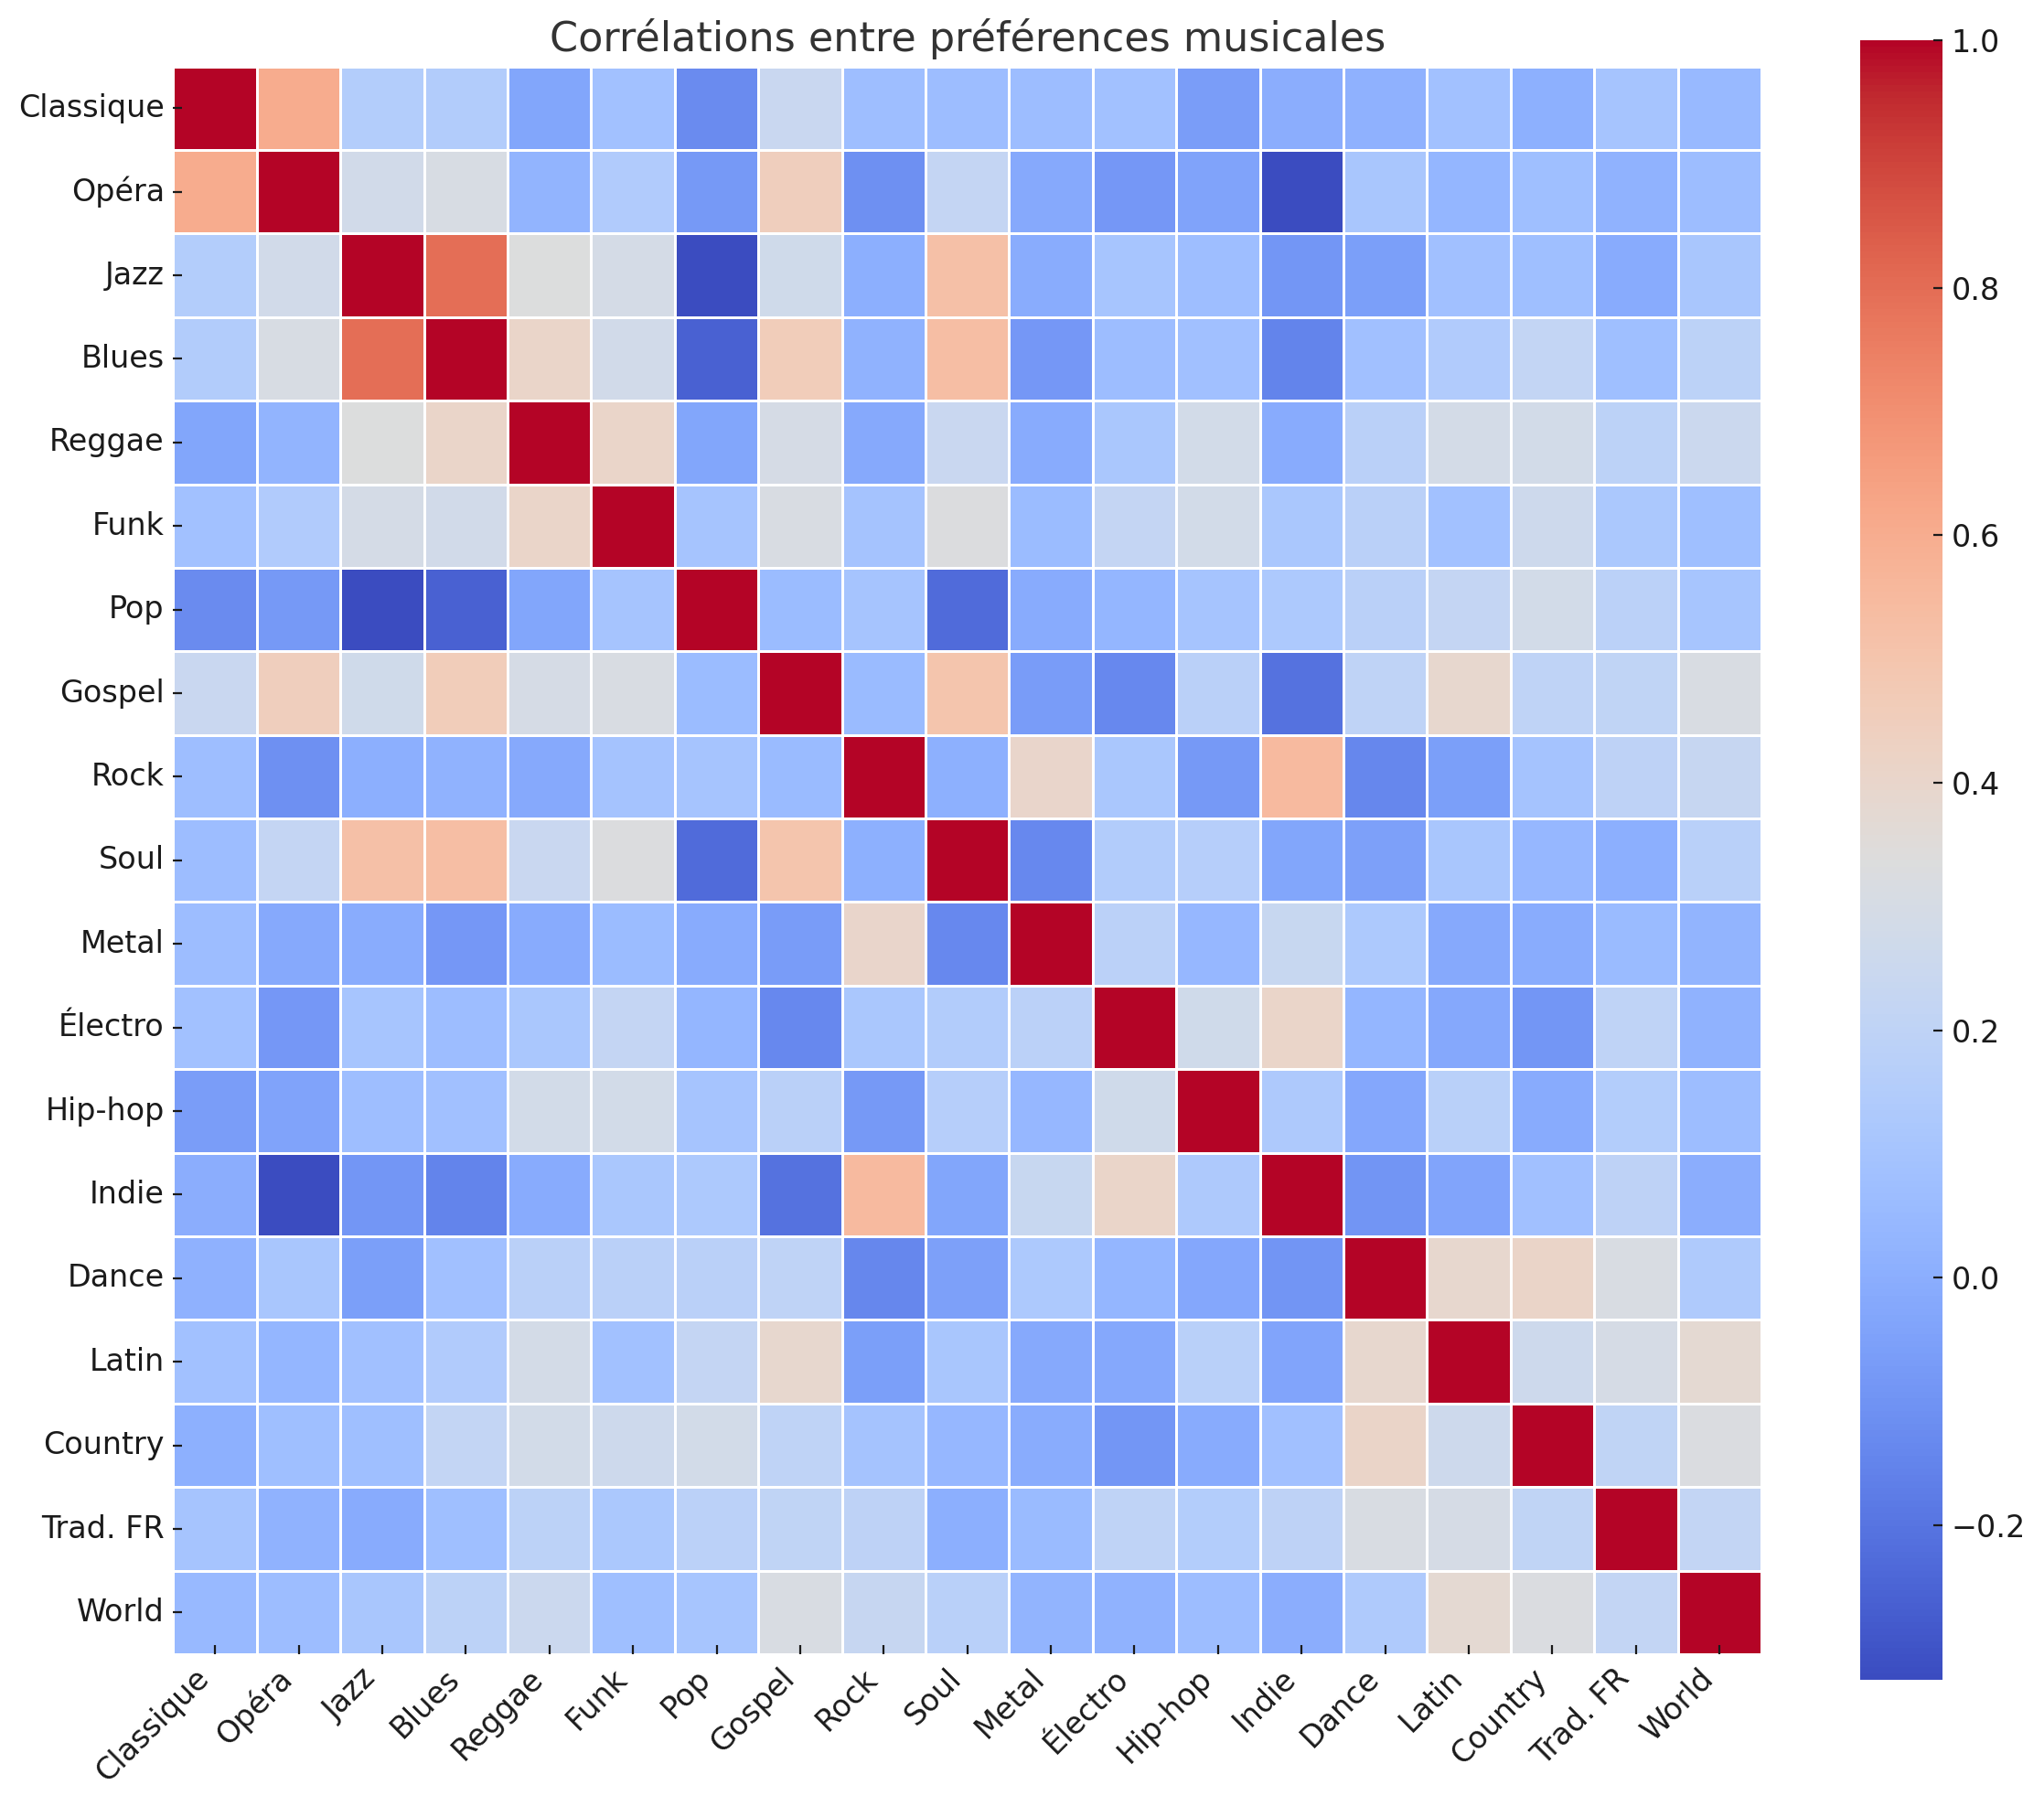 Corrélations entre préférences musicales
Classique
Opéra
Jazz
Blues
Reggae
Funk
Pop
Gospel
Rock
Soul
Metal
Électro
Hip-hop
Indie
Dance
Latin
Country
Trad. FR
World
Classique
Opéra
Jazz
Blues
Reggae
Funk
Pop
Gospel
Rock
Soul
Metal
Électro
Hip-hop
Indie
Dance
Latin
Country
Trad. FR
World
1.0
0.8
0.6
0.4
0.2
0.0
−0.2